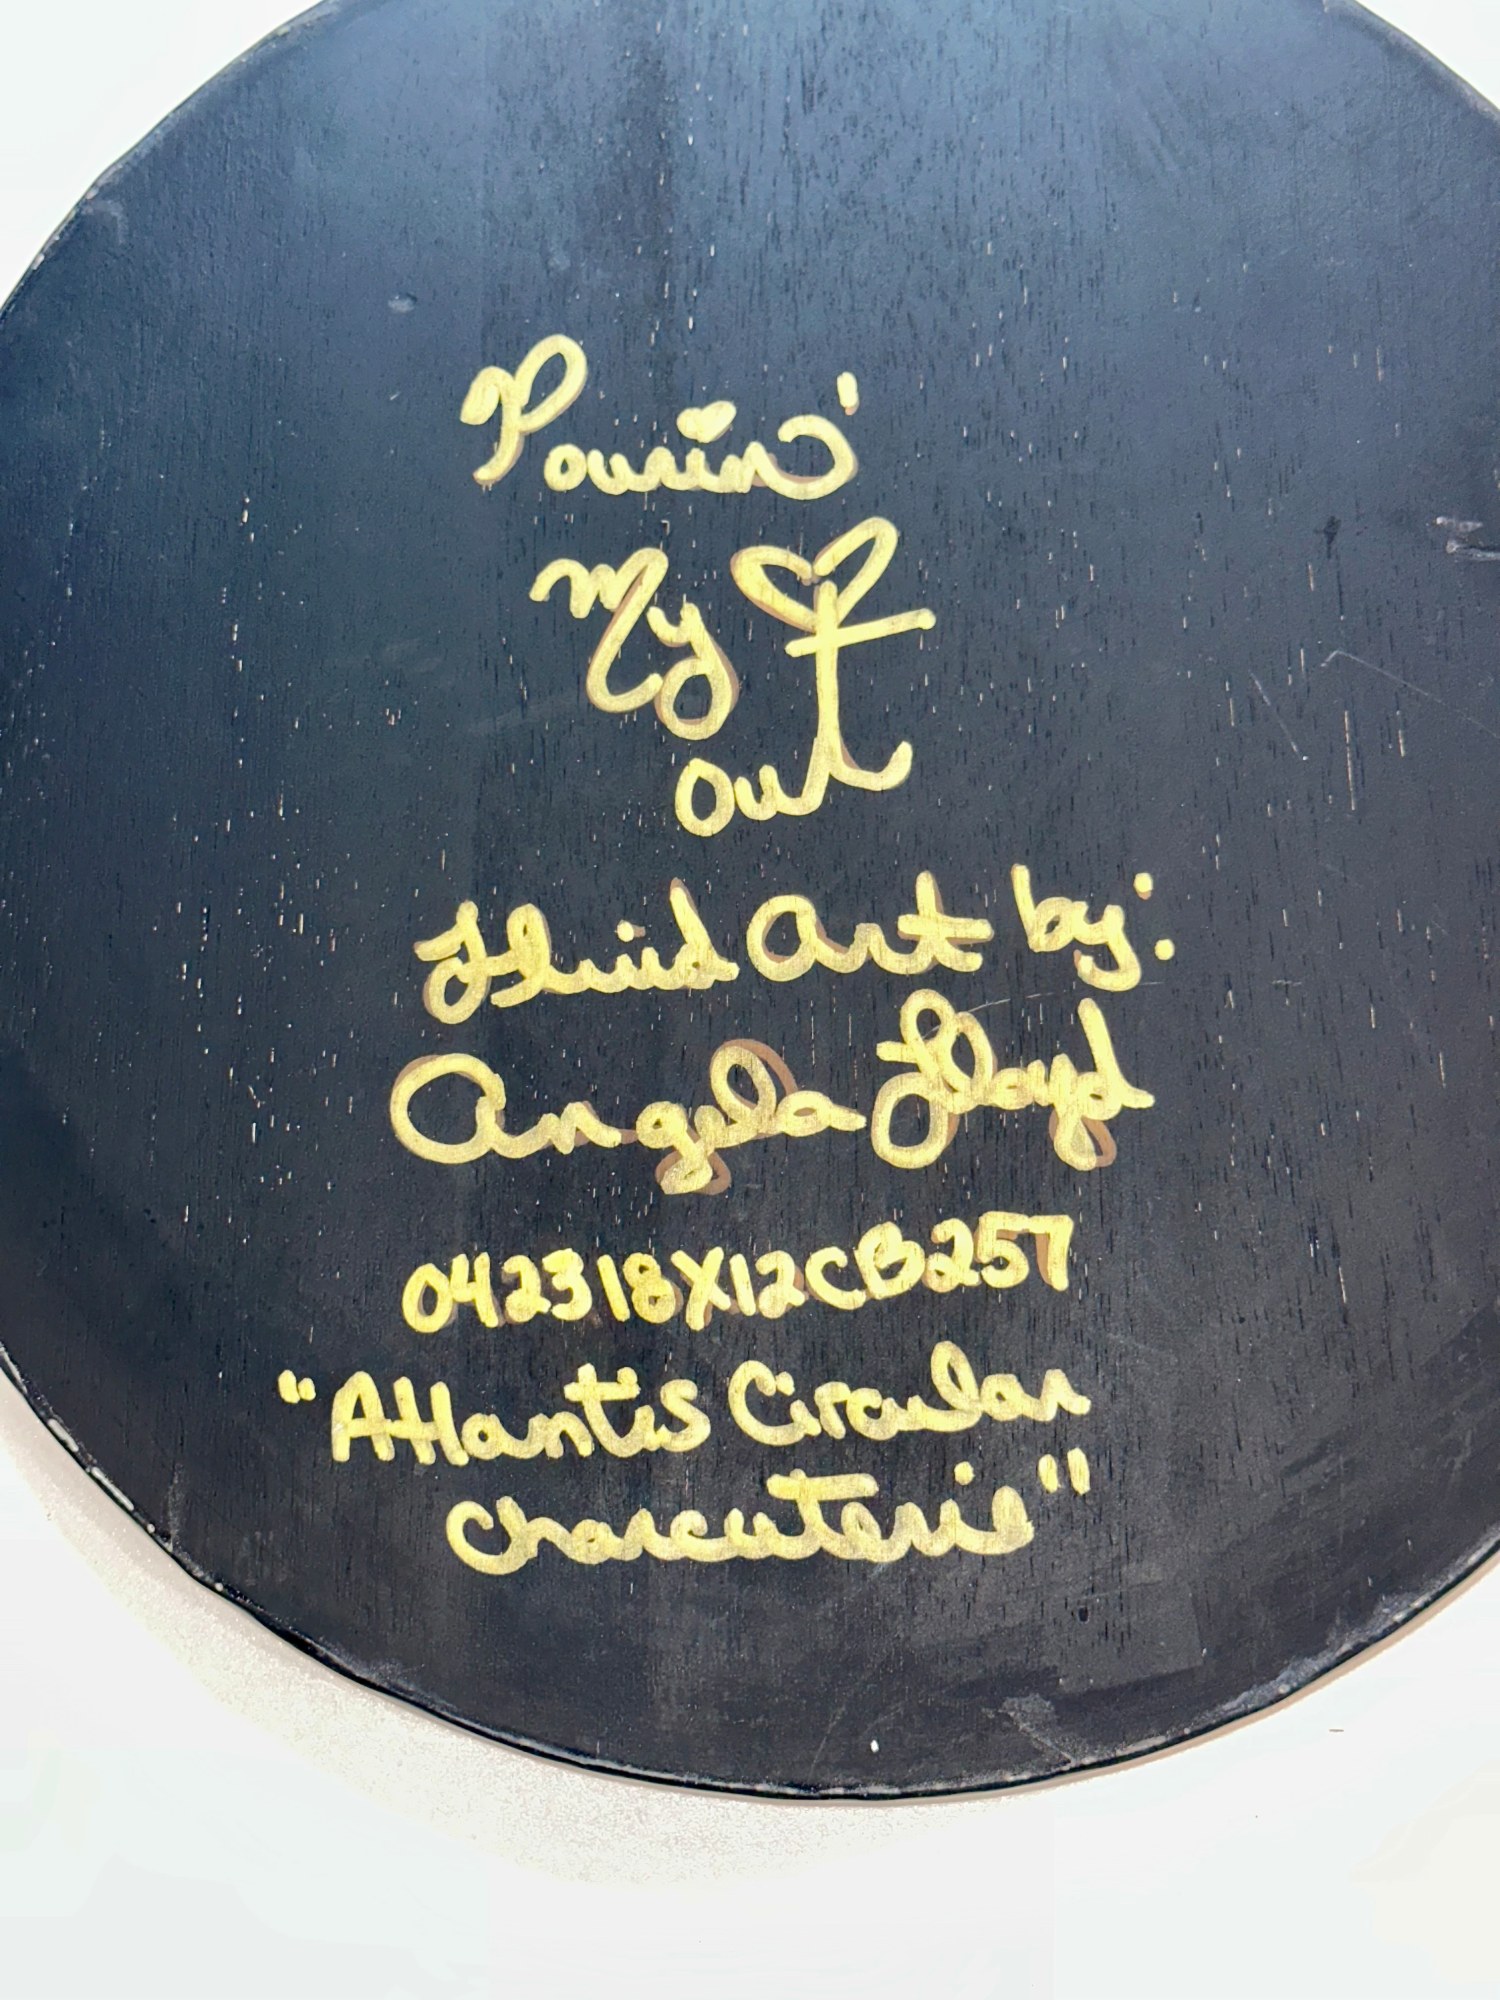 Pourin'
My ♡
out
Fluid Art by:
Angela Lloyd
042318X12CB257
"Atlantis Circular
Charcuterie"